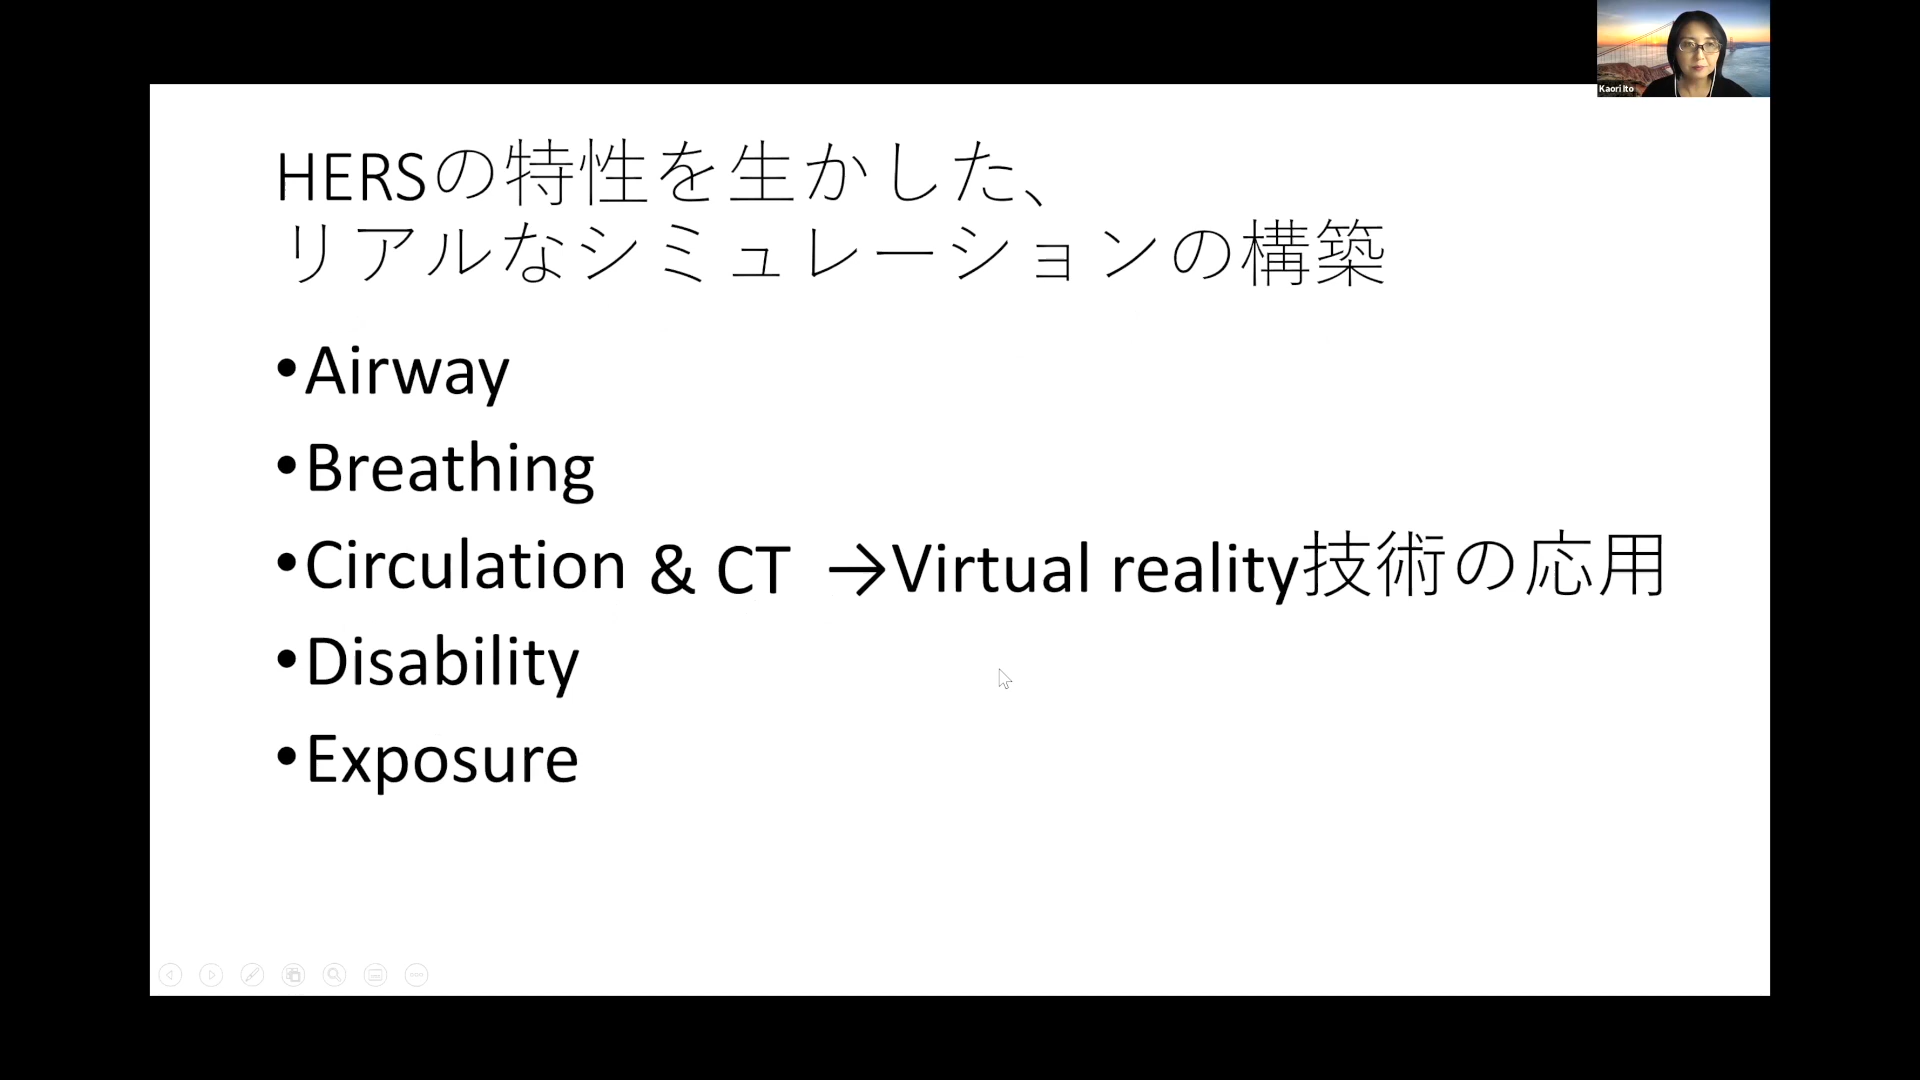 Kaori Ito
HERSの特性を生かした、
リアルなシミュレーションの構築
•Airway
•Breathing
•Circulation & CT →Virtual reality技術の応用
•Disability
•Exposure